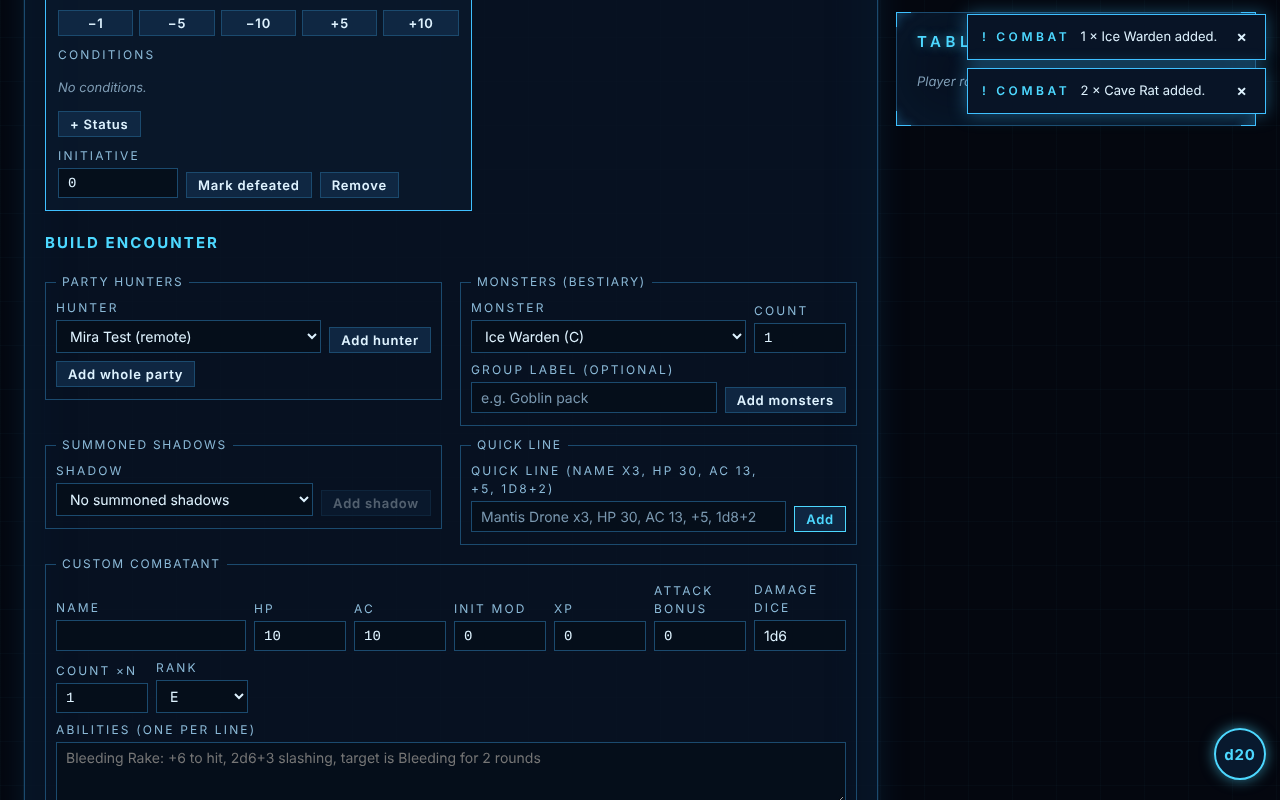 −1 −5 −10 +5 +10
CONDITIONS
No conditions.
+ Status
INITIATIVE
0 Mark defeated Remove
BUILD ENCOUNTER
PARTY HUNTERS
HUNTER
Mira Test (remote) Add hunter
Add whole party
MONSTERS (BESTIARY)
MONSTER COUNT
Ice Warden (C) 1
GROUP LABEL (OPTIONAL)
e.g. Goblin pack Add monsters
SUMMONED SHADOWS
SHADOW
No summoned shadows Add shadow
QUICK LINE
QUICK LINE (NAME X3, HP 30, AC 13,
+5, 1D8+2)
Mantis Drone x3, HP 30, AC 13, +5, 1d8+2 Add
CUSTOM COMBATANT
NAME HP AC INIT MOD XP ATTACK BONUS DAMAGE DICE
10 10 0 0 0 1d6
COUNT ×N RANK
1 E
ABILITIES (ONE PER LINE)
Bleeding Rake: +6 to hit, 2d6+3 slashing, target is Bleeding for 2 rounds
TABL
Player
! COMBAT 1 × Ice Warden added. ×
! COMBAT 2 × Cave Rat added. ×
d20